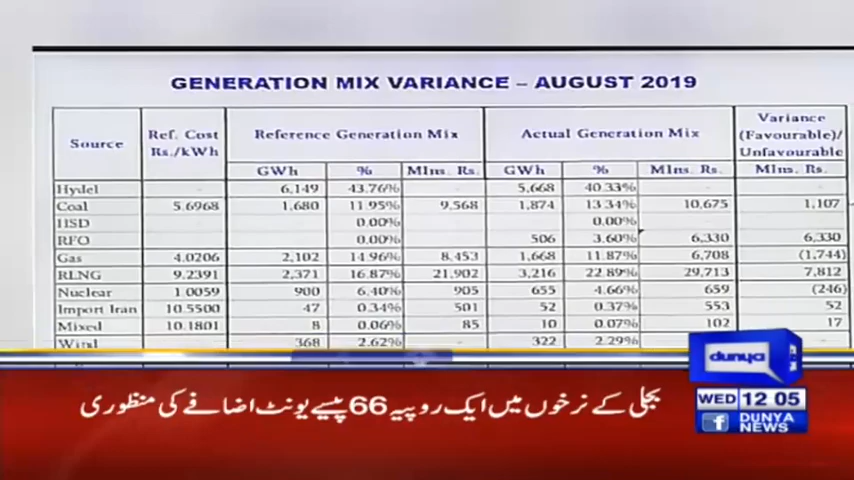 GENERATION MIX VARIANCE – AUGUST 2019
Source Ref. Cost Rs./kWh Reference Generation Mix Actual Generation Mix Variance (Favourable)/ Unfavourable
GWh % Mlns. Rs. GWh % Mlns. Rs. Mlns. Rs.
Hydel - 6,149 43.76% - 5,668 40.33% - -
Coal 5.6968 1,680 11.95% 9,568 1,874 13.34% 10,675 1,107
HSD 0.00% 0.00%
RFO 0.00% 506 3.60% 6,330 6,330
Gas 4.0206 2,102 14.96% 8,453 1,668 11.87% 6,708 (1,744)
RLNG 9.2391 2,371 16.87% 21,902 3,216 22.89% 29,713 7,812
Nuclear 1.0059 900 6.40% 905 655 4.66% 659 (246)
Import Iran 10.5500 47 0.34% 501 52 0.37% 553 52
Mixed 10.1801 8 0.06% 85 10 0.07% 102 17
Wind 368 2.62% 322 2.29%
dunya
WED 12 05
f DUNYA NEWS
بجلی کے نرخوں میں ایک روپیہ 66 پیسے یونٹ اضافے کی منظوری